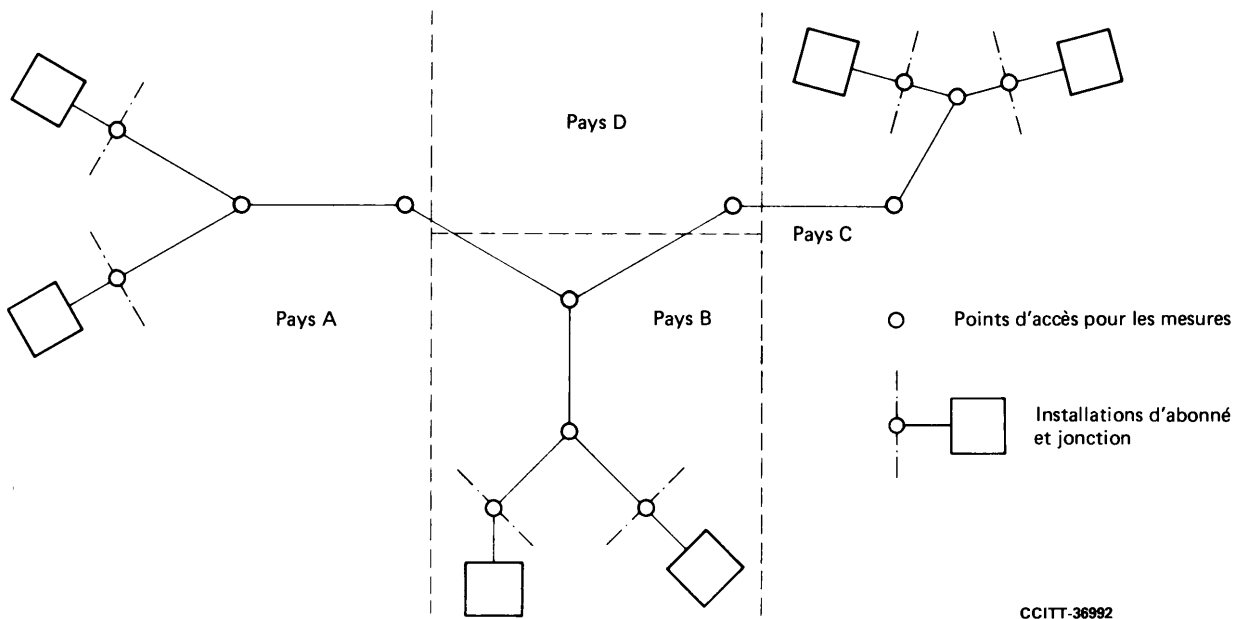 Pays D
Pays C
Pays A
Pays B
Points d'accès pour les mesures
Installations d'abonné
et jonction
CCITT-36992